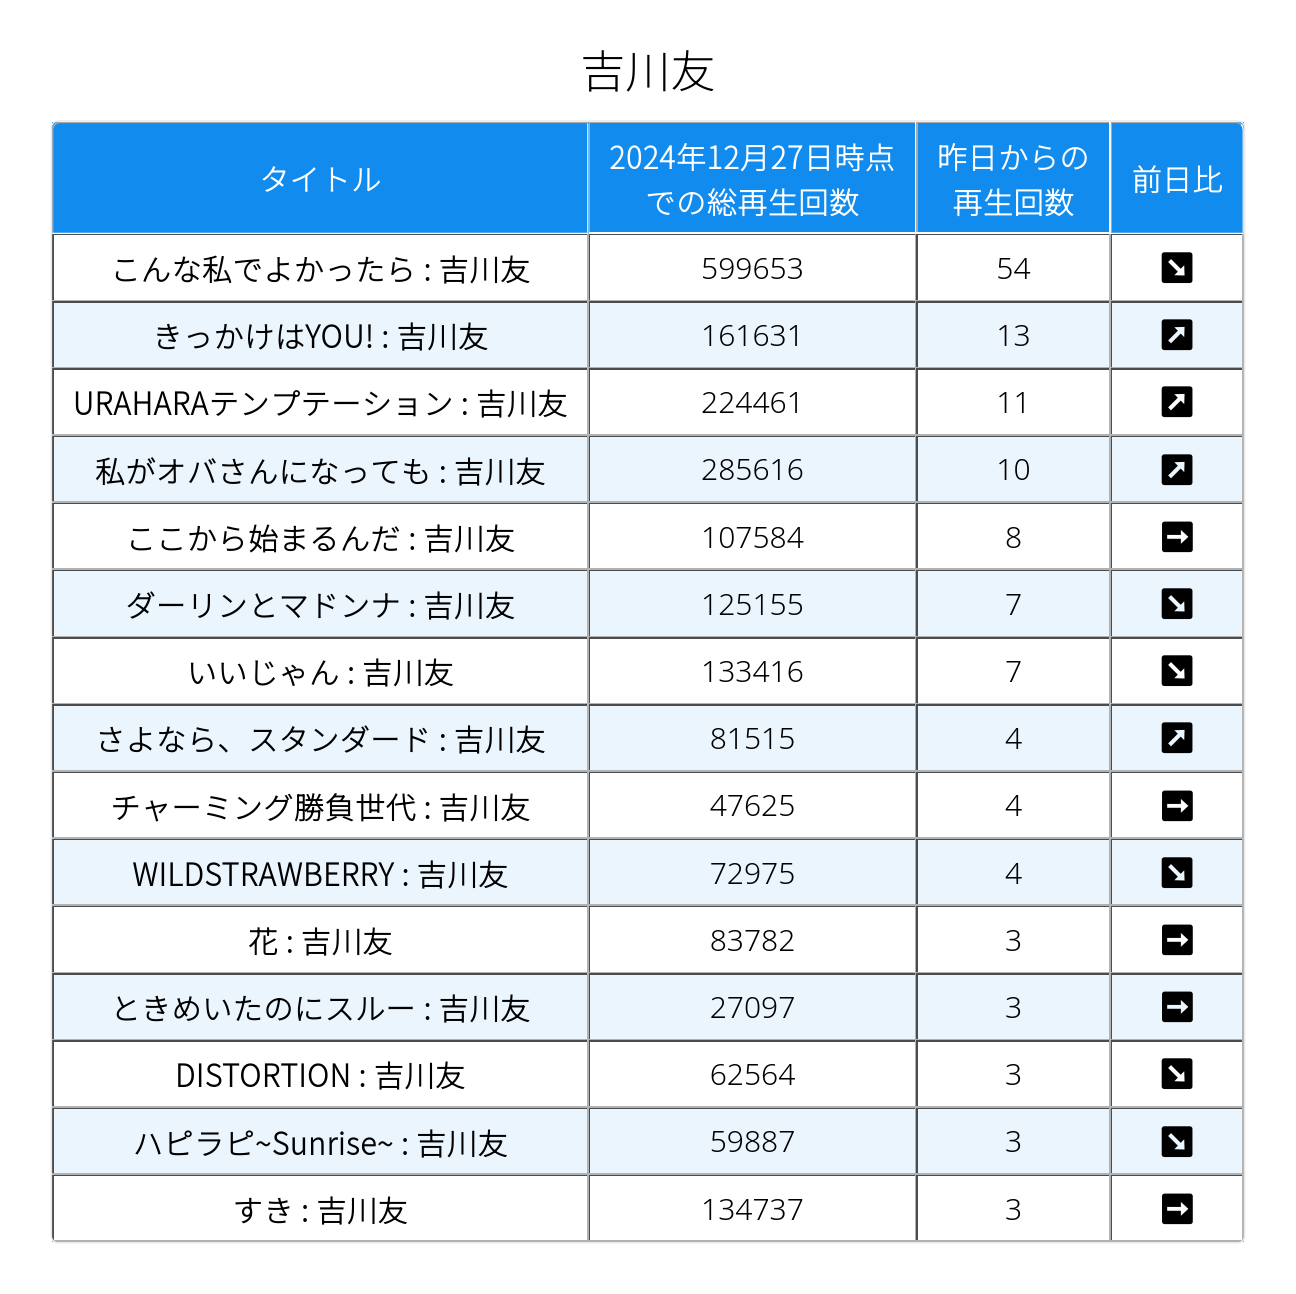 吉川友
タイトル
2024年12月27日時点
での総再生回数
昨日からの
再生回数
前日比
こんな私でよかったら : 吉川友 599653 54 ↘
きっかけはYOU! : 吉川友 161631 13 ↗
URAHARAテンプテーション : 吉川友 224461 11 ↗
私がオバさんになっても : 吉川友 285616 10 ↗
ここから始まるんだ : 吉川友 107584 8 →
ダーリンとマドンナ : 吉川友 125155 7 ↘
いいじゃん : 吉川友 133416 7 ↘
さよなら、スタンダード : 吉川友 81515 4 ↗
チャーミング勝負世代 : 吉川友 47625 4 →
WILDSTRAWBERRY : 吉川友 72975 4 ↘
花 : 吉川友 83782 3 →
ときめいたのにスルー : 吉川友 27097 3 →
DISTORTION : 吉川友 62564 3 ↘
ハピラピ~Sunrise~ : 吉川友 59887 3 ↘
すき : 吉川友 134737 3 →